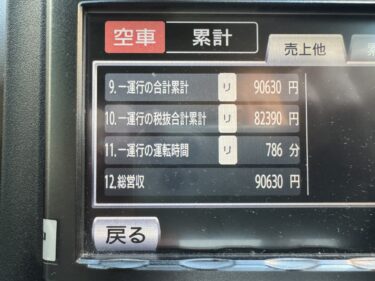 空車 累計
売上他
9.一運行の合計累計 リ 90630 円
10.一運行の税抜合計累計 リ 82390 円
11.一運行の運転時間 リ 786 分
12.総営収 90630 円
戻る